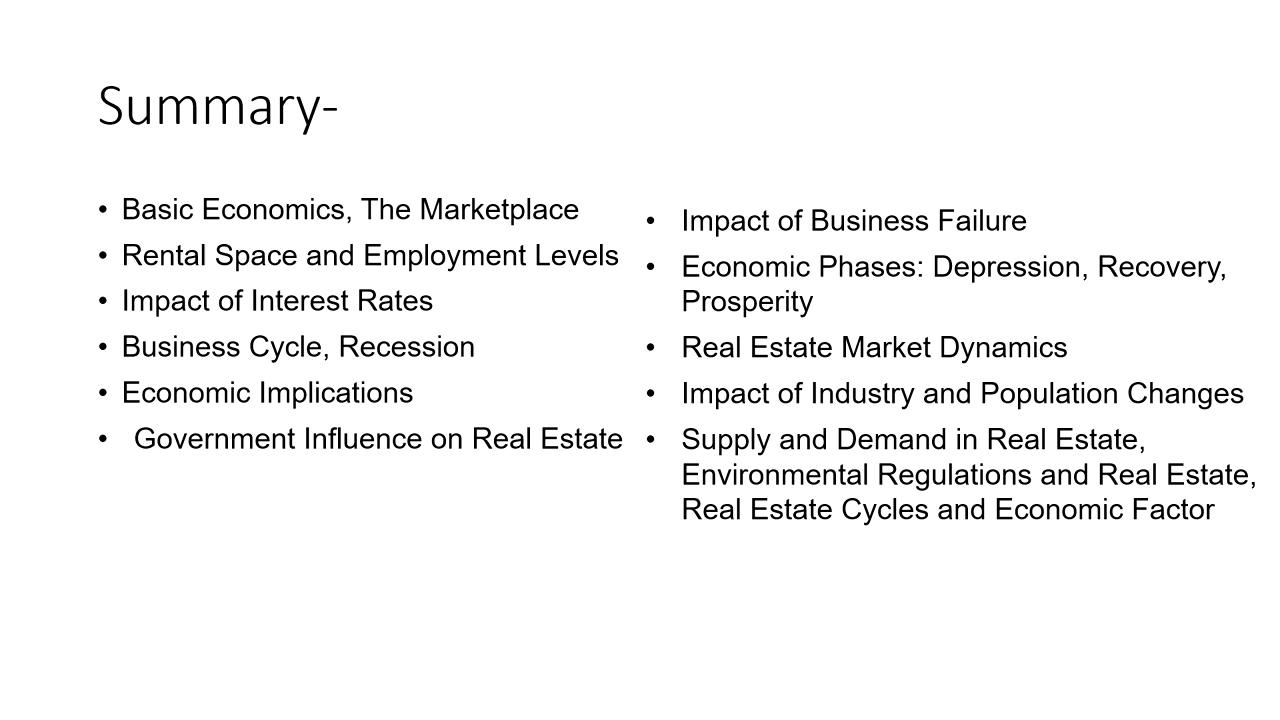 Summary-
• Basic Economics, The Marketplace
• Rental Space and Employment Levels
• Impact of Interest Rates
• Business Cycle, Recession
• Economic Implications
• Government Influence on Real Estate
• Impact of Business Failure
• Economic Phases: Depression, Recovery,
Prosperity
• Real Estate Market Dynamics
• Impact of Industry and Population Changes
• Supply and Demand in Real Estate,
Environmental Regulations and Real Estate,
Real Estate Cycles and Economic Factor